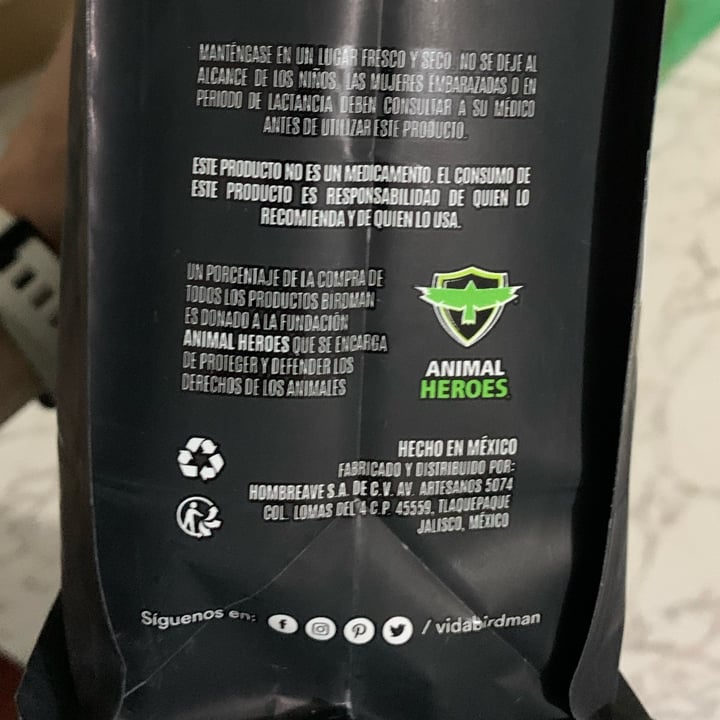 MANTÉNGASE EN UN LUGAR FRESCO Y SECO. NO SE DEJE AL
ALCANCE DE LOS NIÑOS. LAS MUJERES EMBARAZADAS O EN
PERIODO DE LACTANCIA DEBEN CONSULTAR A SU MÉDICO
ANTES DE UTILIZAR ESTE PRODUCTO.
ESTE PRODUCTO NO ES UN MEDICAMENTO. EL CONSUMO DE
ESTE PRODUCTO ES RESPONSABILIDAD DE QUIEN LO
RECOMIENDA Y DE QUIEN LO USA.
UN PORCENTAJE DE LA COMPRA DE
TODOS LOS PRODUCTOS BIRDMAN
ES DONADO A LA FUNDACIÓN
ANIMAL HEROES QUE SE ENCARGA
DE PROTEGER Y DEFENDER LOS
DERECHOS DE LOS ANIMALES
ANIMAL
HEROES
HECHO EN MÉXICO
FABRICADO Y DISTRIBUIDO POR:
HOMBREAVE S.A. DE C.V. AV. ARTESANOS 5074
COL. LOMAS DEL 4 C.P. 45559, TLAQUEPAQUE
JALISCO, MÉXICO
Síguenos en: / vidabirdman